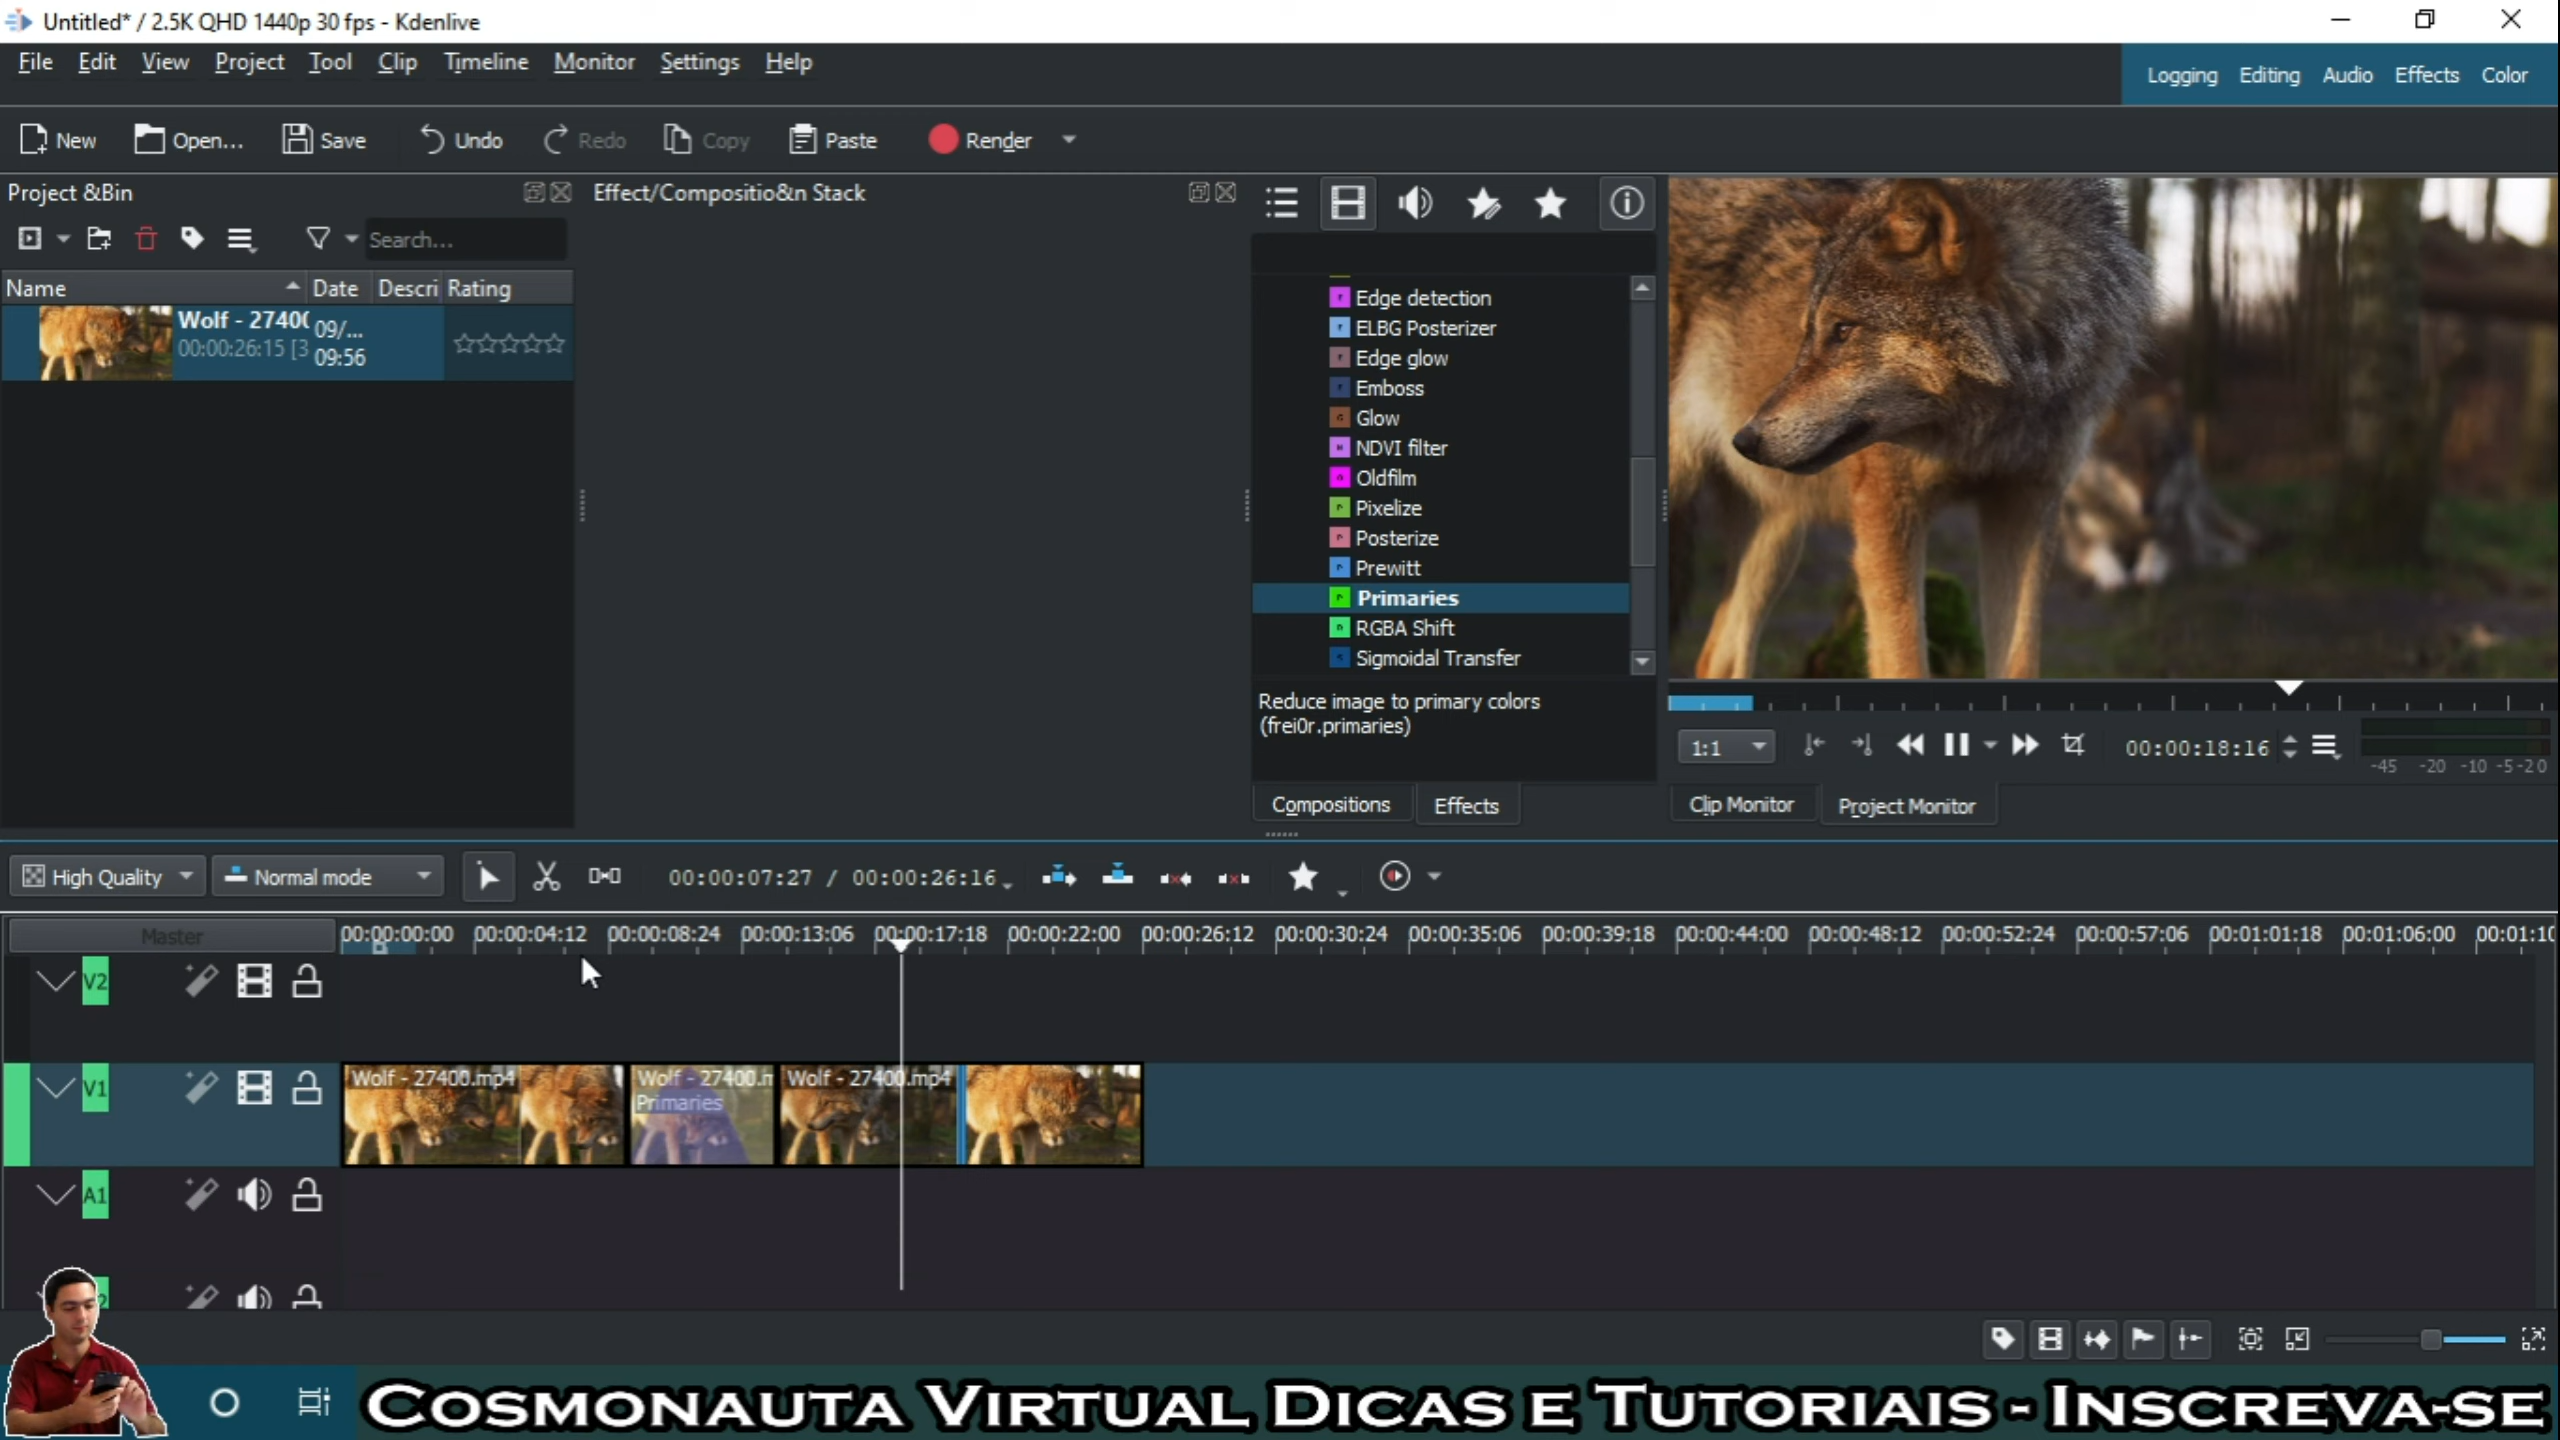 Untitled* / 2.5K QHD 1440p 30 fps - Kdenlive
File Edit View Project Tool Clip Timeline Monitor Settings Help
Logging Editing Audio Effects Color
New Open... Save Undo Redo Copy Paste Render
Project &Bin
Effect/Compositio&n Stack
Search...
Name Date Descri Rating
Wolf - 2740
00:00:26:15 [3
09/...
09:56
Edge detection
ELBG Posterizer
Edge glow
Emboss
Glow
NDVI filter
Oldfilm
Pixelize
Posterize
Prewitt
Primaries
RGBA Shift
Sigmoidal Transfer
Reduce image to primary colors
(frei0r.primaries)
Compositions Effects
1:1
00:00:18:16
-45 -20 -10 -5 -2 0
Clip Monitor Project Monitor
High Quality Normal mode 00:00:07:27 / 00:00:26:16
Master
00:00:00:00 00:00:04:12 00:00:08:24 00:00:13:06 00:00:17:18 00:00:22:00 00:00:26:12 00:00:30:24 00:00:35:06 00:00:39:18 00:00:44:00 00:00:48:12 00:00:52:24 00:00:57:06 00:01:01:18 00:01:06:00 00:01:10
V2
V1
Wolf - 27400.mp4 Wolf - 27400.m Wolf - 27400.mp4
Primaries
A1
COSMONAUTA VIRTUAL DICAS E TUTORIAIS - INSCREVA-SE